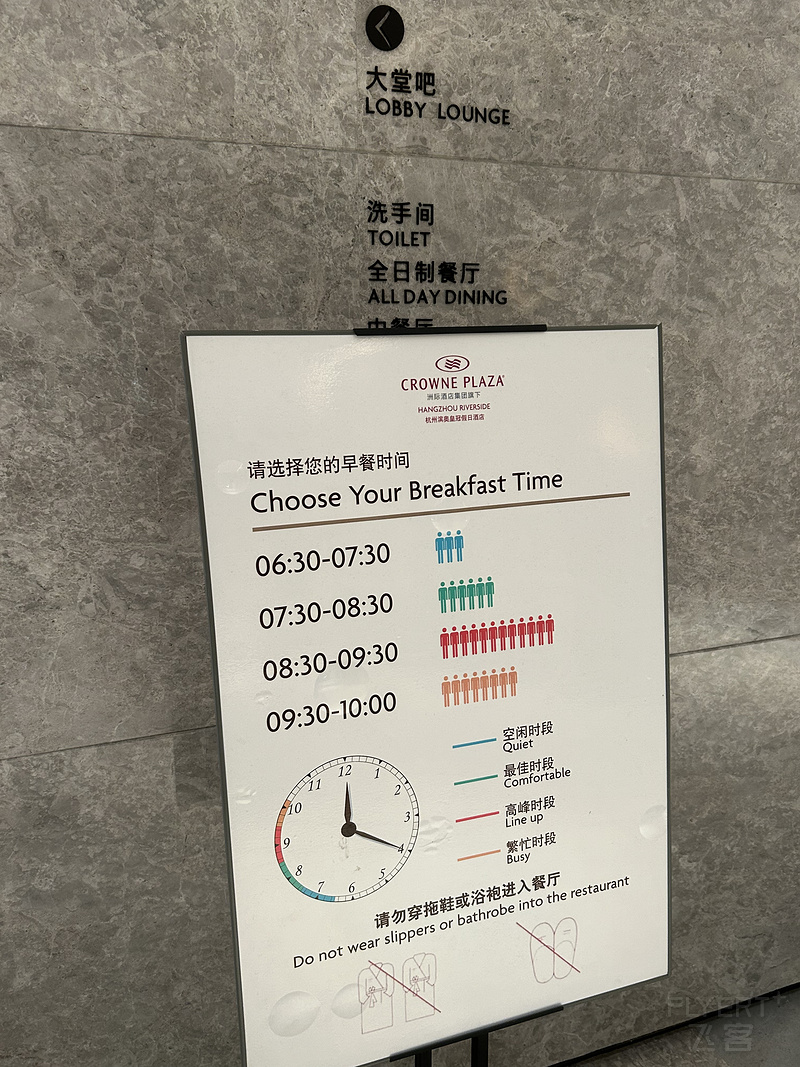 大堂吧
LOBBY LOUNGE
洗手间
TOILET
全日制餐厅
ALL DAY DINING
中餐厅
CROWNE PLAZA
洲际酒店集团旗下
HANGZHOU RIVERSIDE
杭州滨奥皇冠假日酒店
请选择您的早餐时间
Choose Your Breakfast Time
06:30-07:30
07:30-08:30
08:30-09:30
09:30-10:00
空闲时段
Quiet
最佳时段
Comfortable
高峰时段
Line up
繁忙时段
Busy
12
1
2
3
4
5
6
7
8
9
10
11
请勿穿拖鞋或浴袍进入餐厅
Do not wear slippers or bathrobe into the restaurant
FLYERT+
飞客